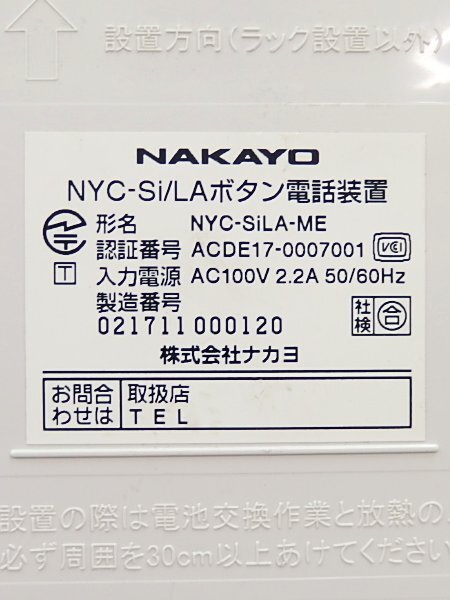 設置方向(ラック設置以外)
NAKAYO
NYC-Si/LAボタン電話装置
形名 NYC-SiLA-ME
認証番号 ACDE17-0007001 VCCI
T 入力電源 AC100V 2.2A 50/60Hz
製造番号
021711000120
社検 合
株式会社ナカヨ
お問合わせは 取扱店
TEL
設置の際は電池交換作業と放熱の
必ず周囲を30cm以上あけてください